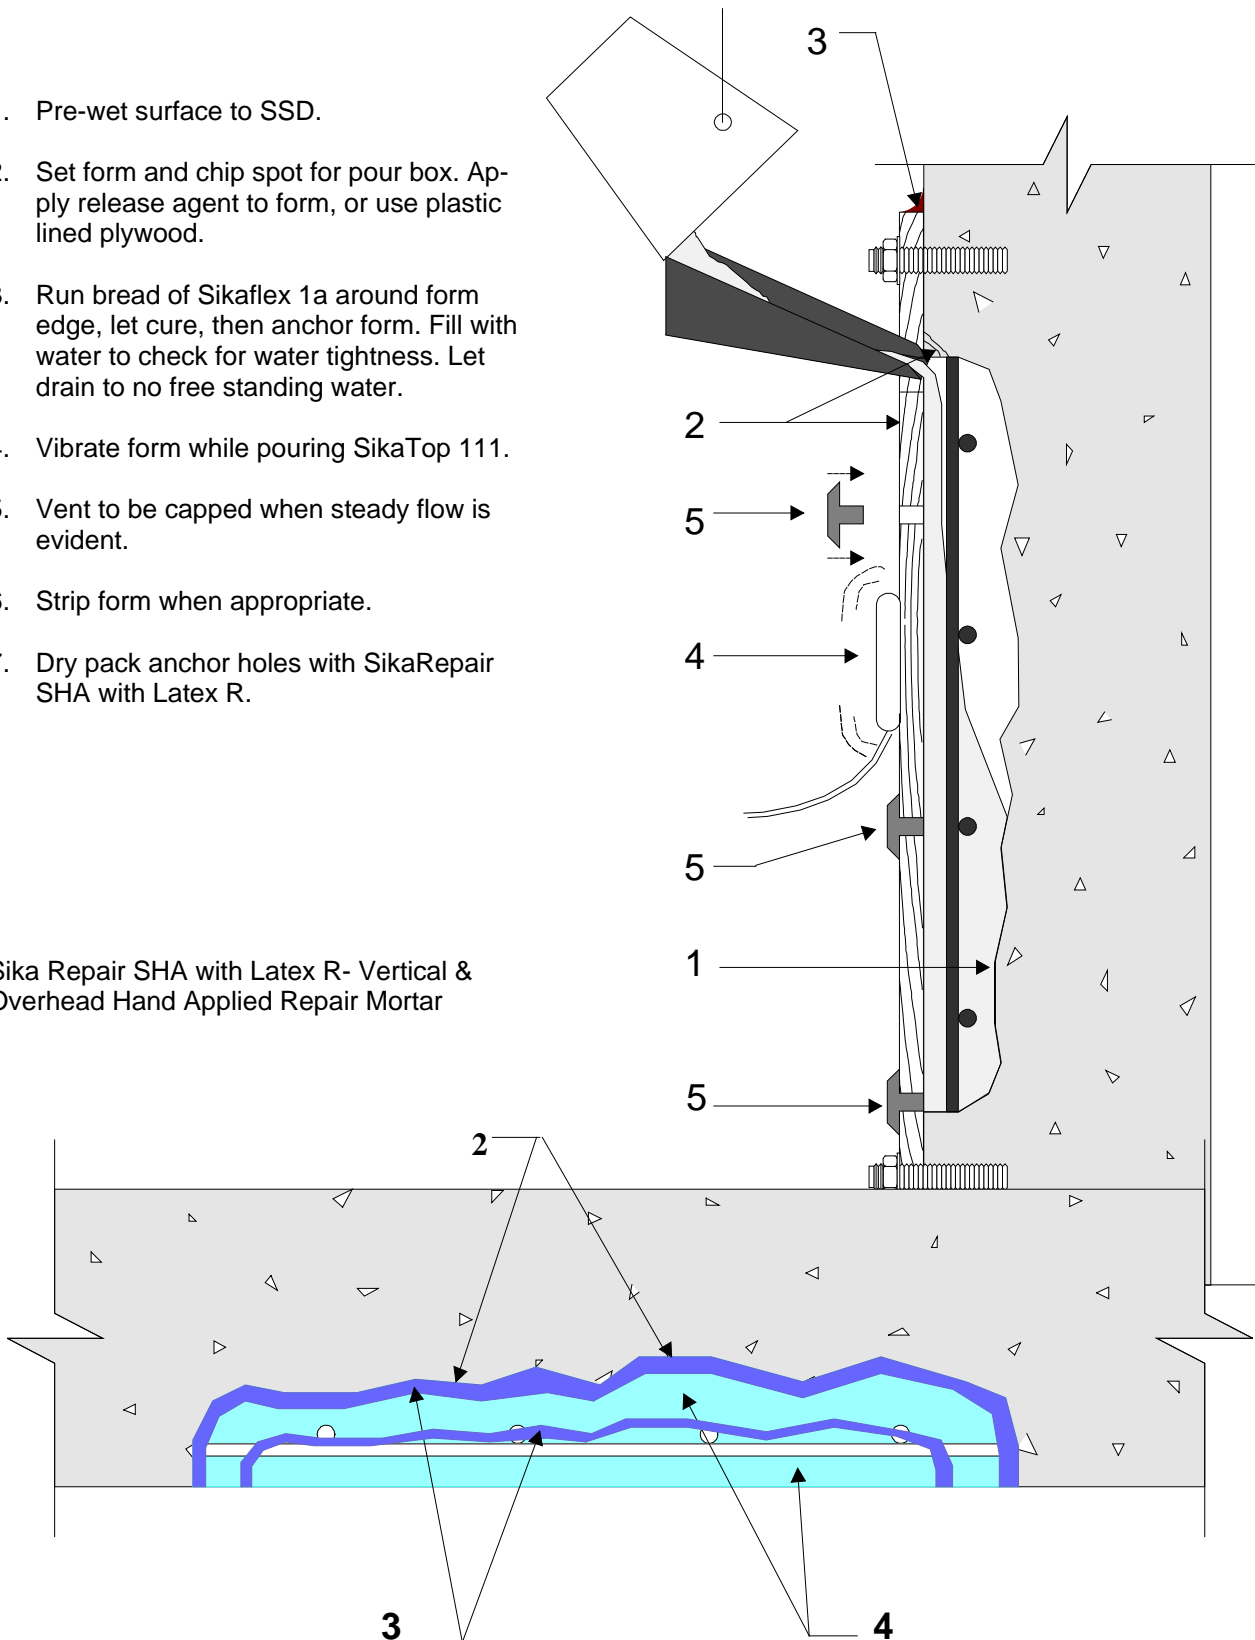 . Pre-wet surface to SSD.
. Set form and chip spot for pour box. Ap-
ply release agent to form, or use plastic
lined plywood.
. Run bread of Sikaflex 1a around form
edge, let cure, then anchor form. Fill with
water to check for water tightness. Let
drain to no free standing water.
. Vibrate form while pouring SikaTop 111.
. Vent to be capped when steady flow is
evident.
. Strip form when appropriate.
. Dry pack anchor holes with SikaRepair
SHA with Latex R.
Sika Repair SHA with Latex R- Vertical &
Overhead Hand Applied Repair Mortar
3
2
5
4
5
1
5
2
3
4